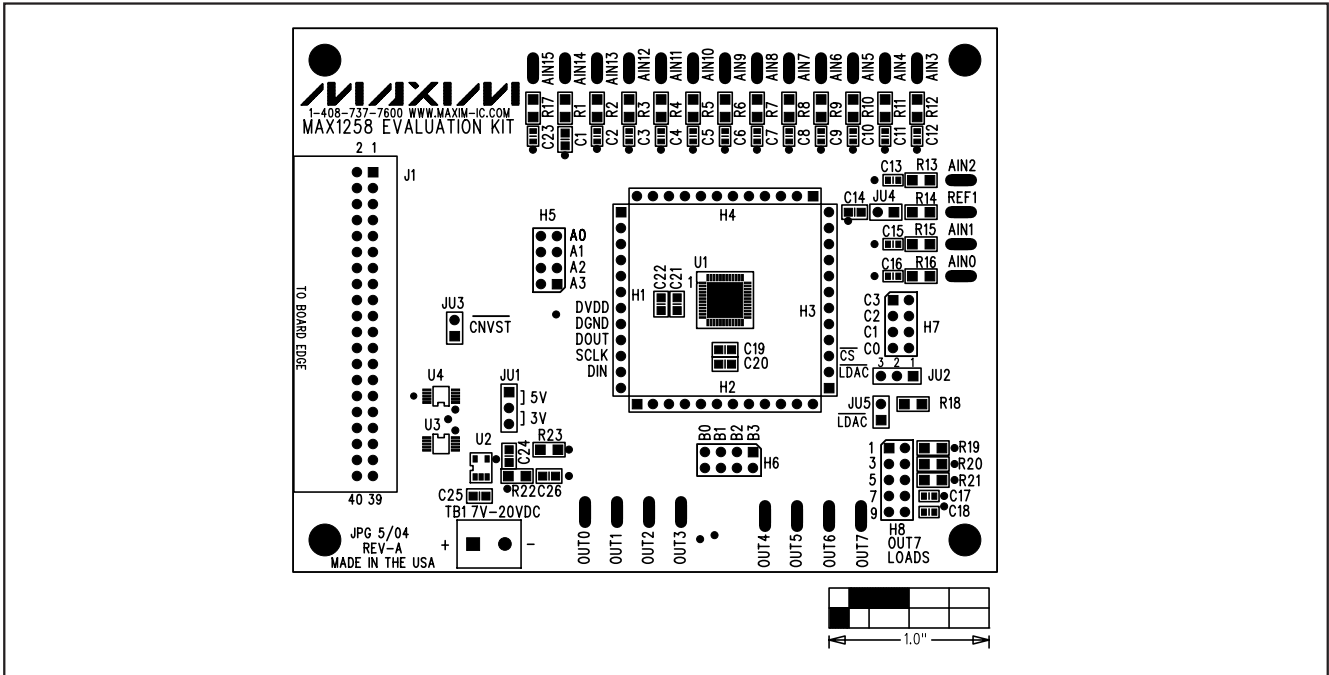 MAXIM
1-408-737-7600 WWW.MAXIM-IC.COM
MAX1258 EVALUATION KIT
AIN15 AIN14 AIN13 AIN12 AIN11 AIN10 AIN9 AIN8 AIN7 AIN6 AIN5 AIN4 AIN3
R17 R1 R2 R3 R4 R5 R6 R7 R8 R9 R10 R11 R12
C23 C1 C2 C3 C4 C5 C6 C7 C8 C9 C10 C11 C12
2 1
J1
TO BOARD EDGE
40 39
C13 R13 AIN2
C14 JU4 R14 REF1
C15 R15 AIN1
C16 R16 AIN0
H5
A0
A1
A2
A3
H4
U1
1
C22 C21
H1
H3
DVDD
DGND
DOUT
SCLK
DIN
C19
C20
H2
CS
LDAC
C3
C2
C1
C0
H7
3 2 1
JU2
JU3
CNVST
U4
U3
JU1
5V
3V
U2
C24
R23
R22 C26
C25
JU5
LDAC
R18
B0 B1 B2 B3
H6
1
3
5
7
9
R19
R20
R21
C17
C18
H8
OUT7
LOADS
TB1 7V-20VDC
+ -
JPG 5/04
REV-A
MADE IN THE USA
OUT0 OUT1 OUT2 OUT3 OUT4 OUT5 OUT6 OUT7
1.0"